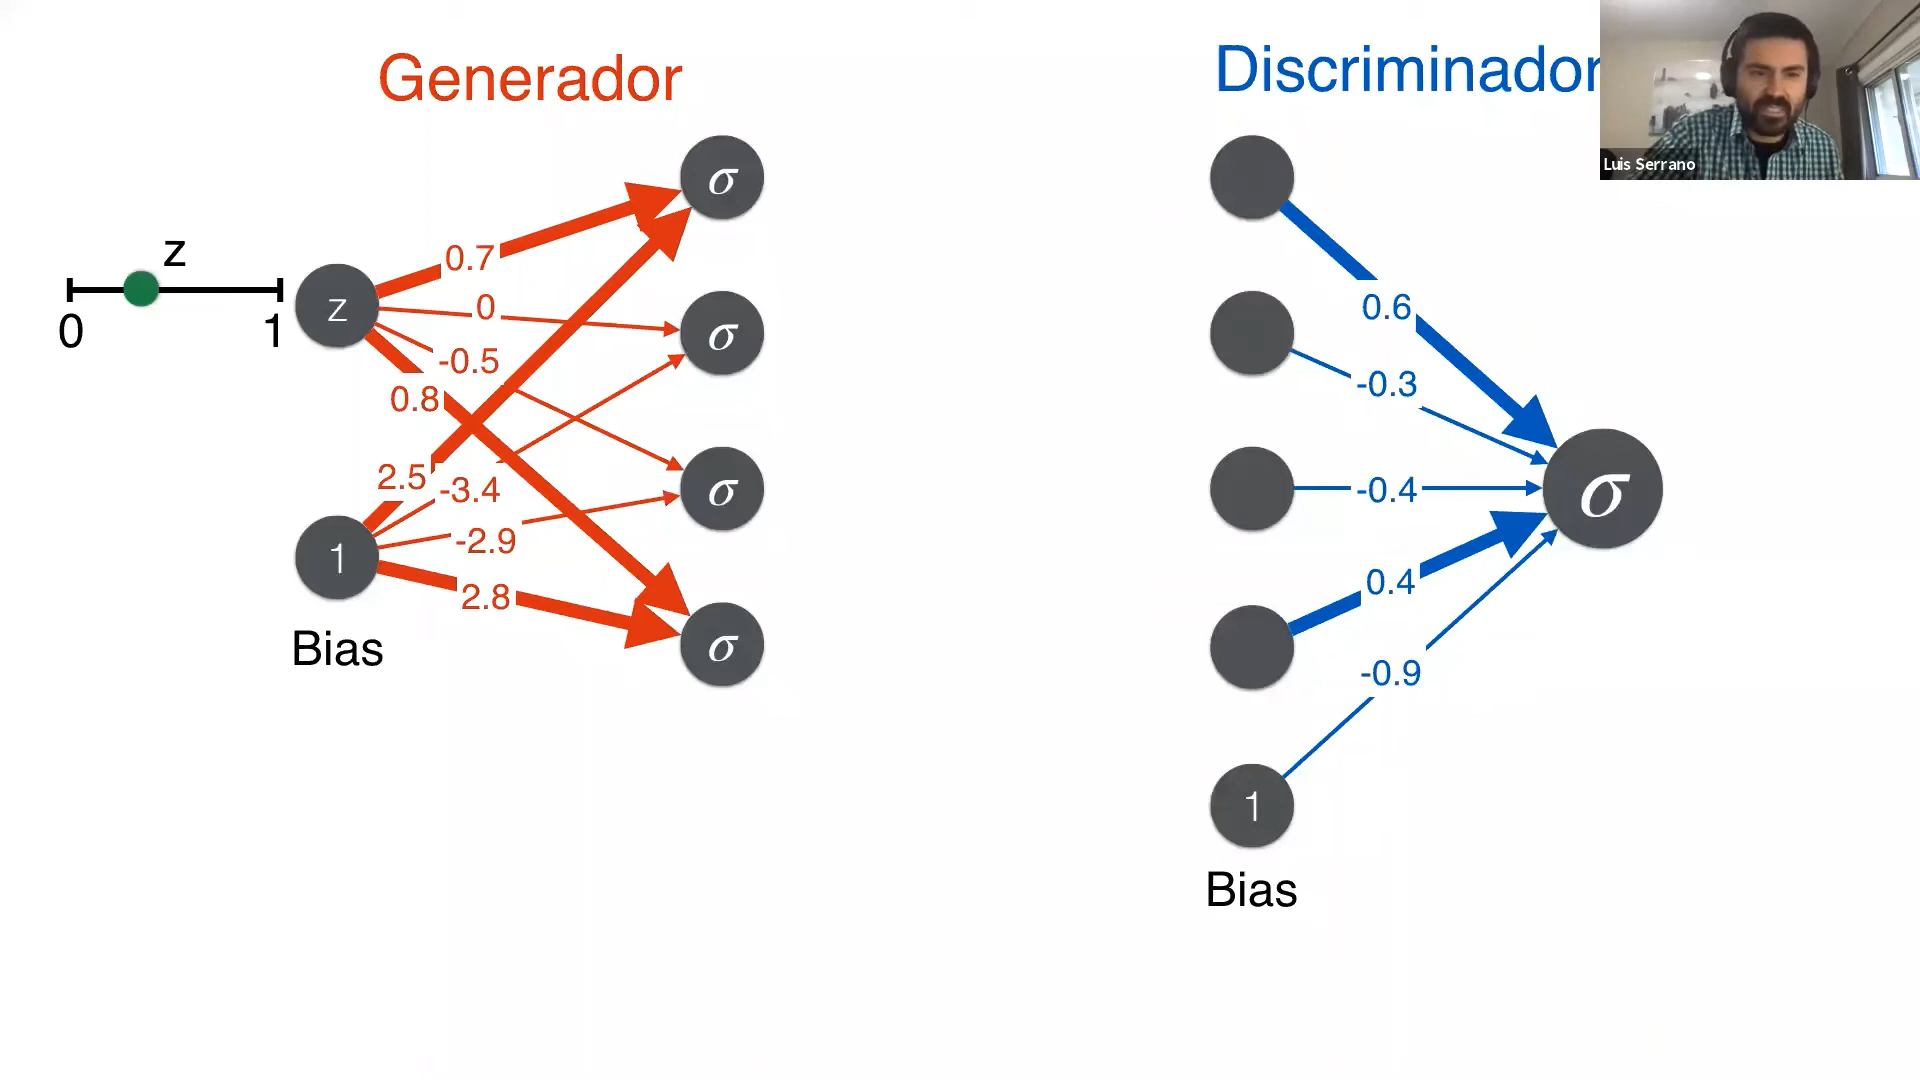 Generador
Discriminador
Luis Serrano
z
0
1
z
σ
σ
σ
σ
0.7
0
-0.5
0.8
2.5
-3.4
-2.9
2.8
1
Bias
0.6
-0.3
-0.4
0.4
-0.9
σ
1
Bias